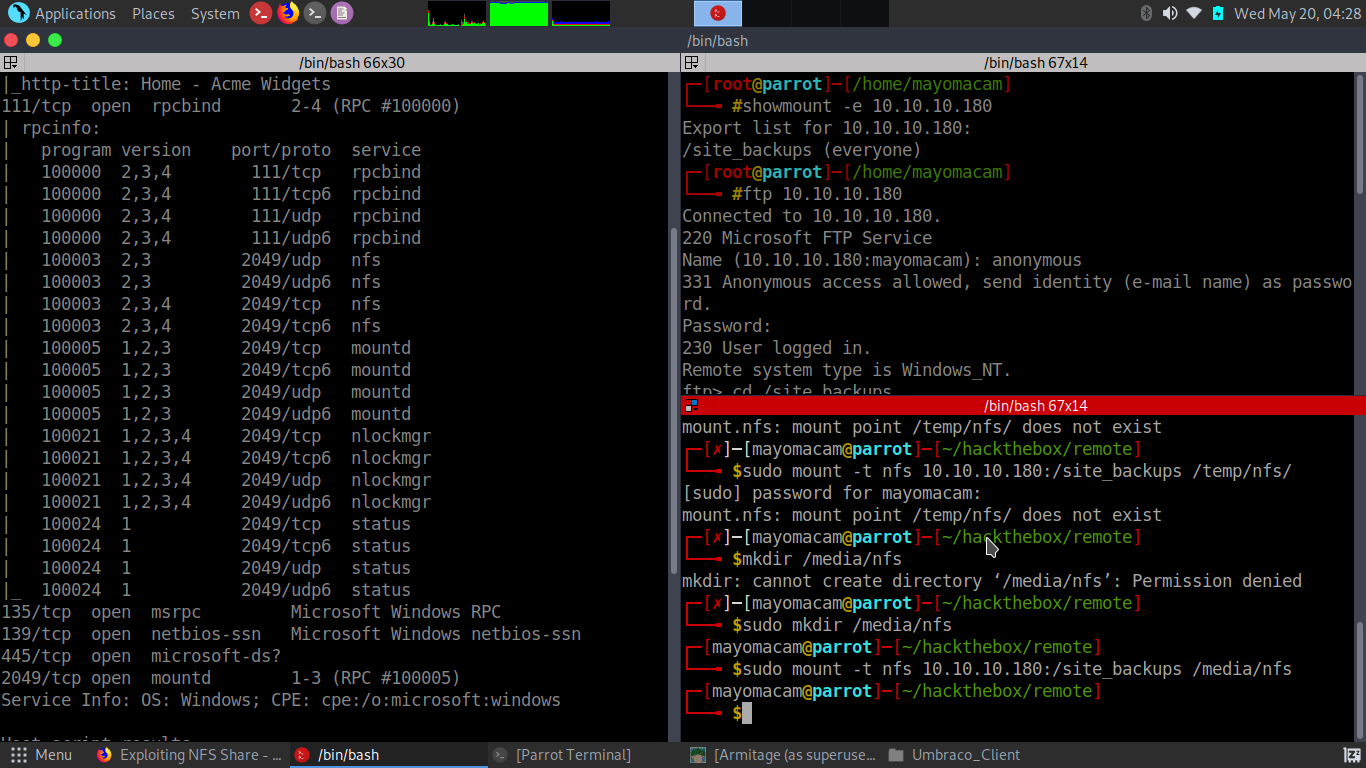 Applications Places System Wed May 20, 04:28
/bin/bash
/bin/bash 66x30
|_http-title: Home - Acme Widgets
111/tcp open rpcbind 2-4 (RPC #100000)
| rpcinfo:
| program version port/proto service
| 100000 2,3,4 111/tcp rpcbind
| 100000 2,3,4 111/tcp6 rpcbind
| 100000 2,3,4 111/udp rpcbind
| 100000 2,3,4 111/udp6 rpcbind
| 100003 2,3 2049/udp nfs
| 100003 2,3 2049/udp6 nfs
| 100003 2,3,4 2049/tcp nfs
| 100003 2,3,4 2049/tcp6 nfs
| 100005 1,2,3 2049/tcp mountd
| 100005 1,2,3 2049/tcp6 mountd
| 100005 1,2,3 2049/udp mountd
| 100005 1,2,3 2049/udp6 mountd
| 100021 1,2,3,4 2049/tcp nlockmgr
| 100021 1,2,3,4 2049/tcp6 nlockmgr
| 100021 1,2,3,4 2049/udp nlockmgr
| 100021 1,2,3,4 2049/udp6 nlockmgr
| 100024 1 2049/tcp status
| 100024 1 2049/tcp6 status
| 100024 1 2049/udp status
|_ 100024 1 2049/udp6 status
135/tcp open msrpc Microsoft Windows RPC
139/tcp open netbios-ssn Microsoft Windows netbios-ssn
445/tcp open microsoft-ds?
2049/tcp open mountd 1-3 (RPC #100005)
Service Info: OS: Windows; CPE: cpe:/o:microsoft:windows
Host script results
/bin/bash 67x14
┌─[root@parrot]─[/home/mayomacam]
└──╼ #showmount -e 10.10.10.180
Export list for 10.10.10.180:
/site_backups (everyone)
┌─[root@parrot]─[/home/mayomacam]
└──╼ #ftp 10.10.10.180
Connected to 10.10.10.180.
220 Microsoft FTP Service
Name (10.10.10.180:mayomacam): anonymous
331 Anonymous access allowed, send identity (e-mail name) as passwo
rd.
Password:
230 User logged in.
Remote system type is Windows_NT.
ftp> cd /site_backups
/bin/bash 67x14
mount.nfs: mount point /temp/nfs/ does not exist
┌─[✗]─[mayomacam@parrot]─[~/hackthebox/remote]
└──╼ $sudo mount -t nfs 10.10.10.180:/site_backups /temp/nfs/
[sudo] password for mayomacam:
mount.nfs: mount point /temp/nfs/ does not exist
┌─[✗]─[mayomacam@parrot]─[~/hackthebox/remote]
└──╼ $mkdir /media/nfs
mkdir: cannot create directory ‘/media/nfs’: Permission denied
┌─[✗]─[mayomacam@parrot]─[~/hackthebox/remote]
└──╼ $sudo mkdir /media/nfs
┌─[mayomacam@parrot]─[~/hackthebox/remote]
└──╼ $sudo mount -t nfs 10.10.10.180:/site_backups /media/nfs
┌─[mayomacam@parrot]─[~/hackthebox/remote]
└──╼ $
Menu Exploiting NFS Share - ... /bin/bash [Parrot Terminal] [Armitage (as superuse... Umbraco_Client